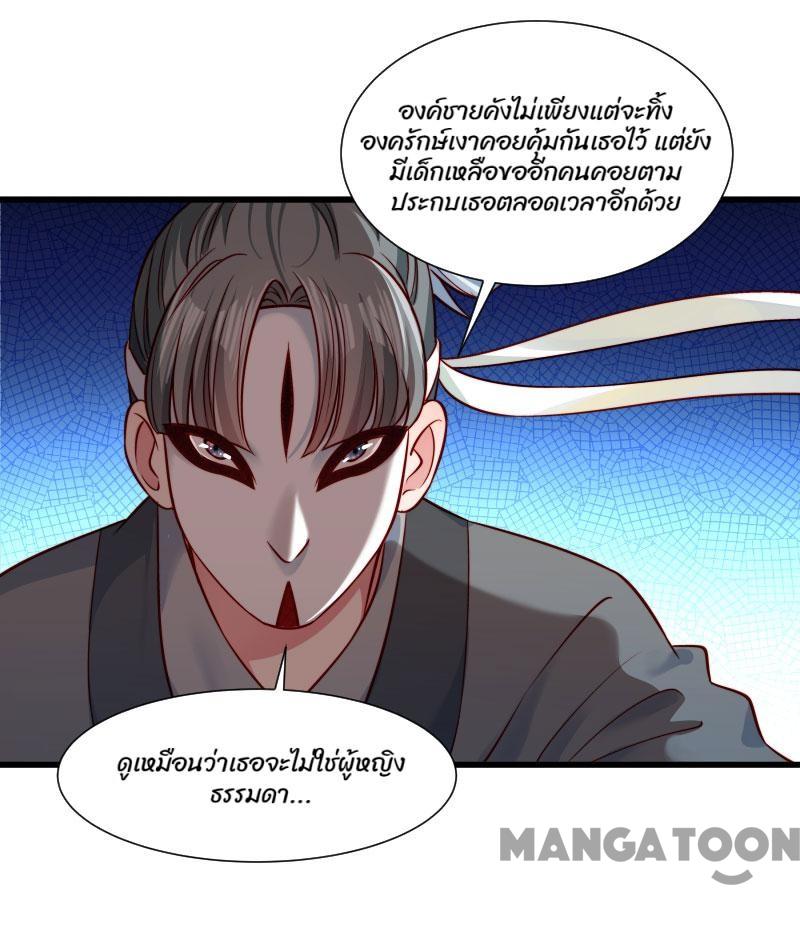 องค์ชายคังไม่เพียงแต่จะทิ้ง
องครักษ์เงาคอยคุ้มกันเธอไว้ แต่ยัง
มีเด็กเหลือขออีกคนคอยตาม
ประกบเธอตลอดเวลาอีกด้วย
ดูเหมือนว่าเธอจะไม่ใช่ผู้หญิง
ธรรมดา...
MANGATOON